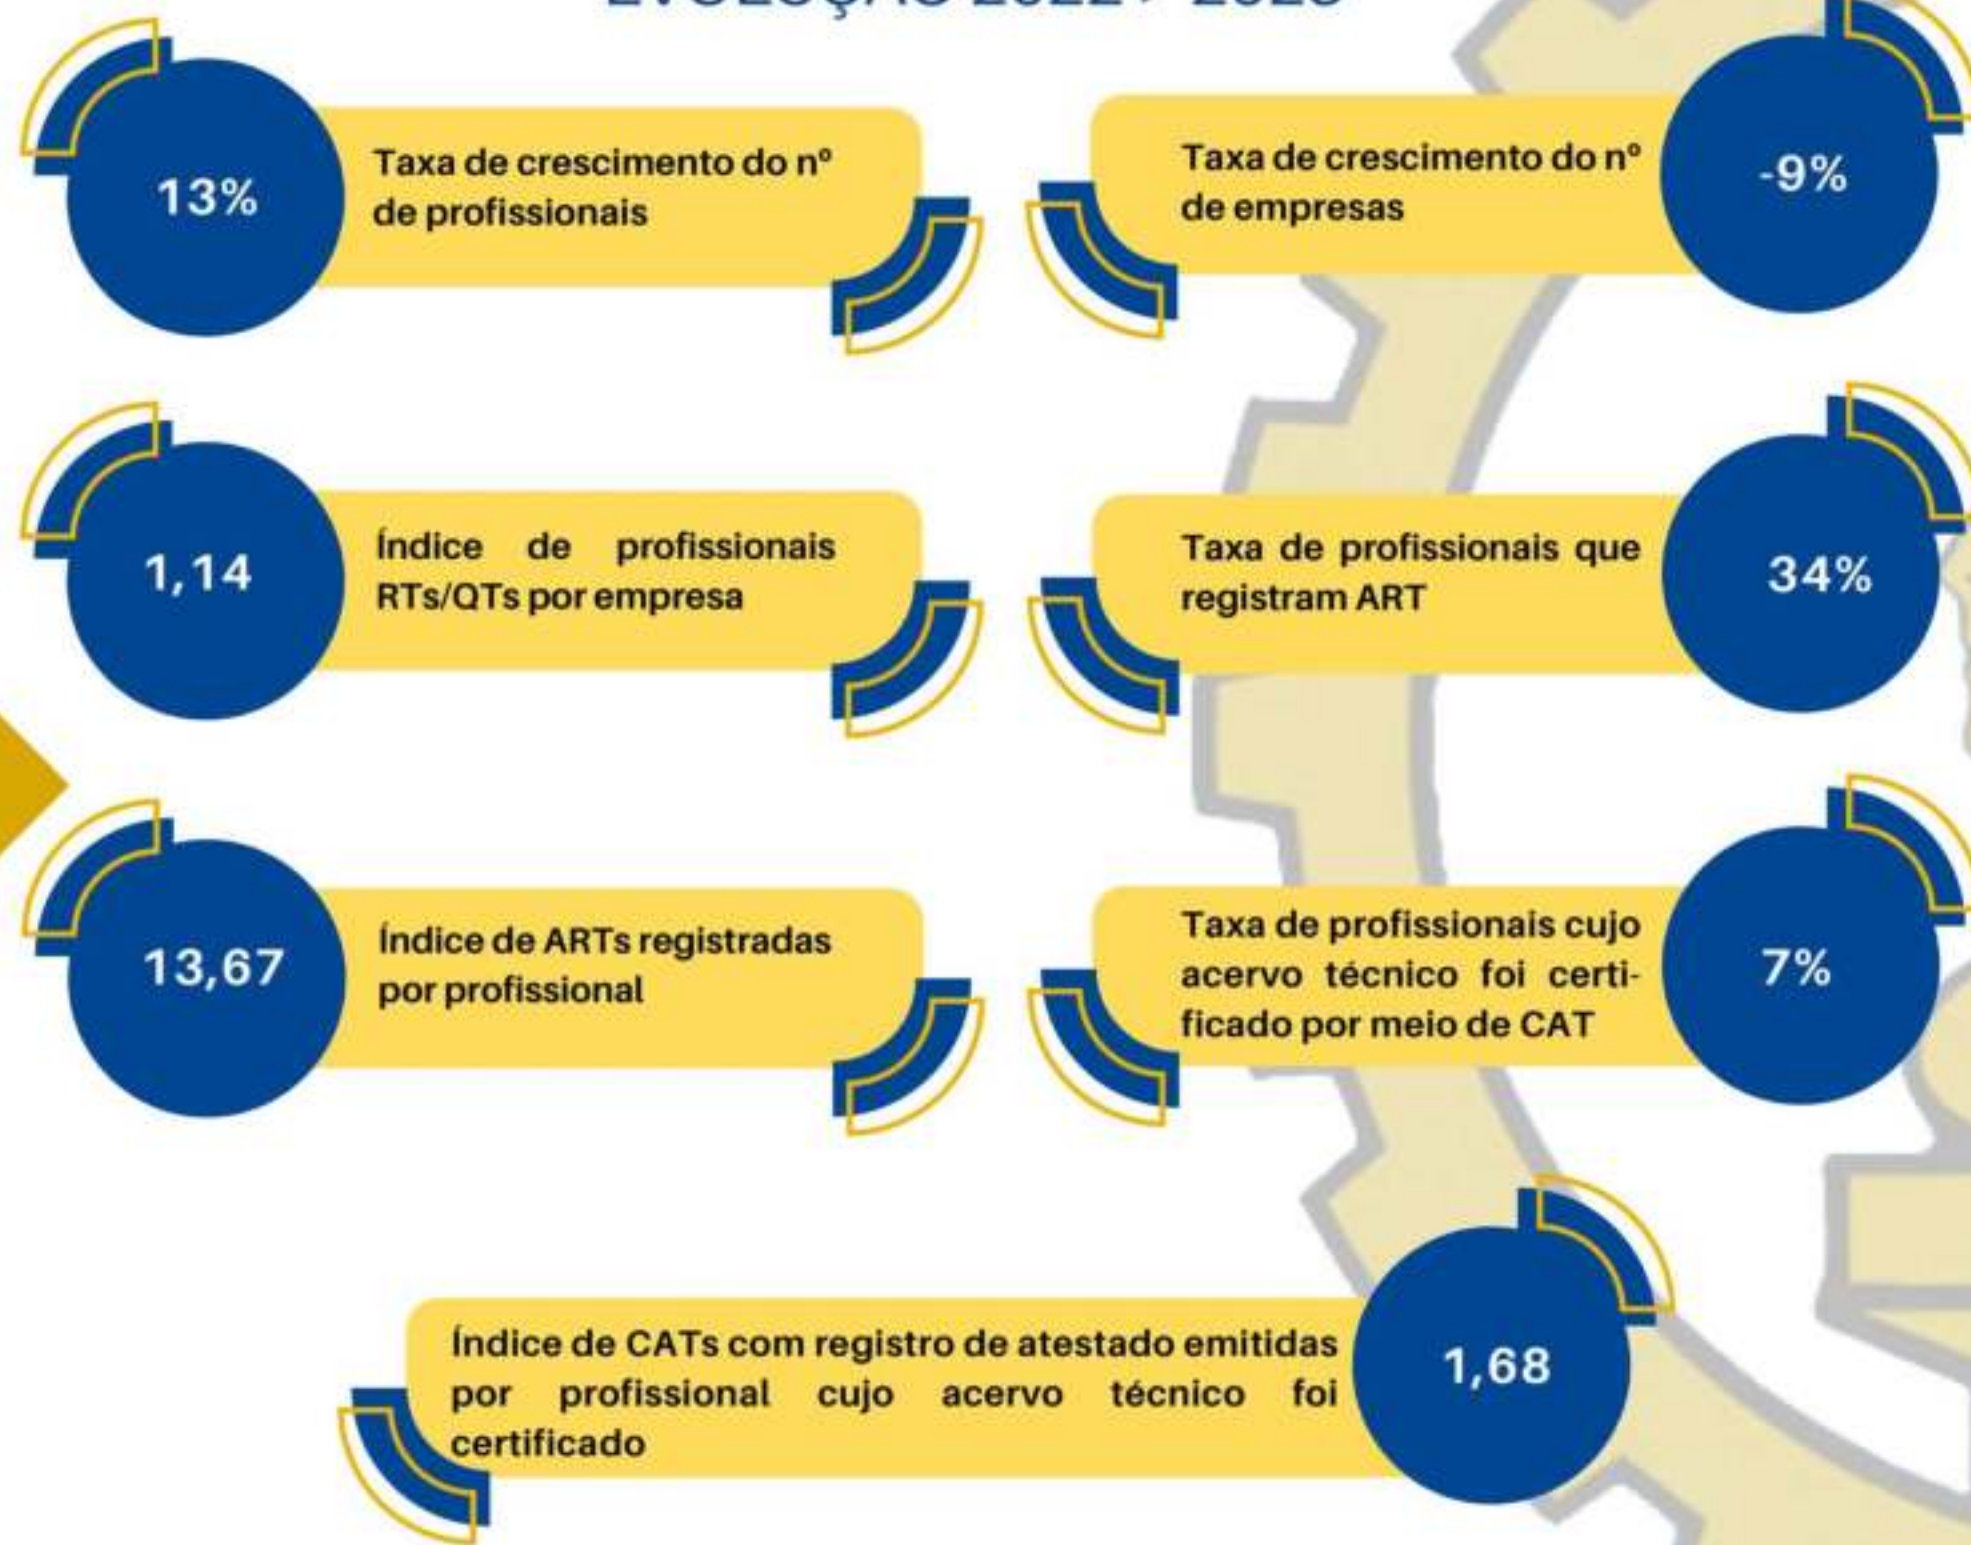 13%
Taxa de crescimento do nº
de profissionais
Taxa de crescimento do nº
de empresas
-9%
1,14
Índice de profissionais
RTs/QTs por empresa
Taxa de profissionais que
registram ART
34%
13,67
Índice de ARTs registradas
por profissional
Taxa de profissionais cujo
acervo técnico foi certi-
ficado por meio de CAT
7%
Índice de CATs com registro de atestado emitidas
por profissional cujo acervo técnico foi
certificado
1,68